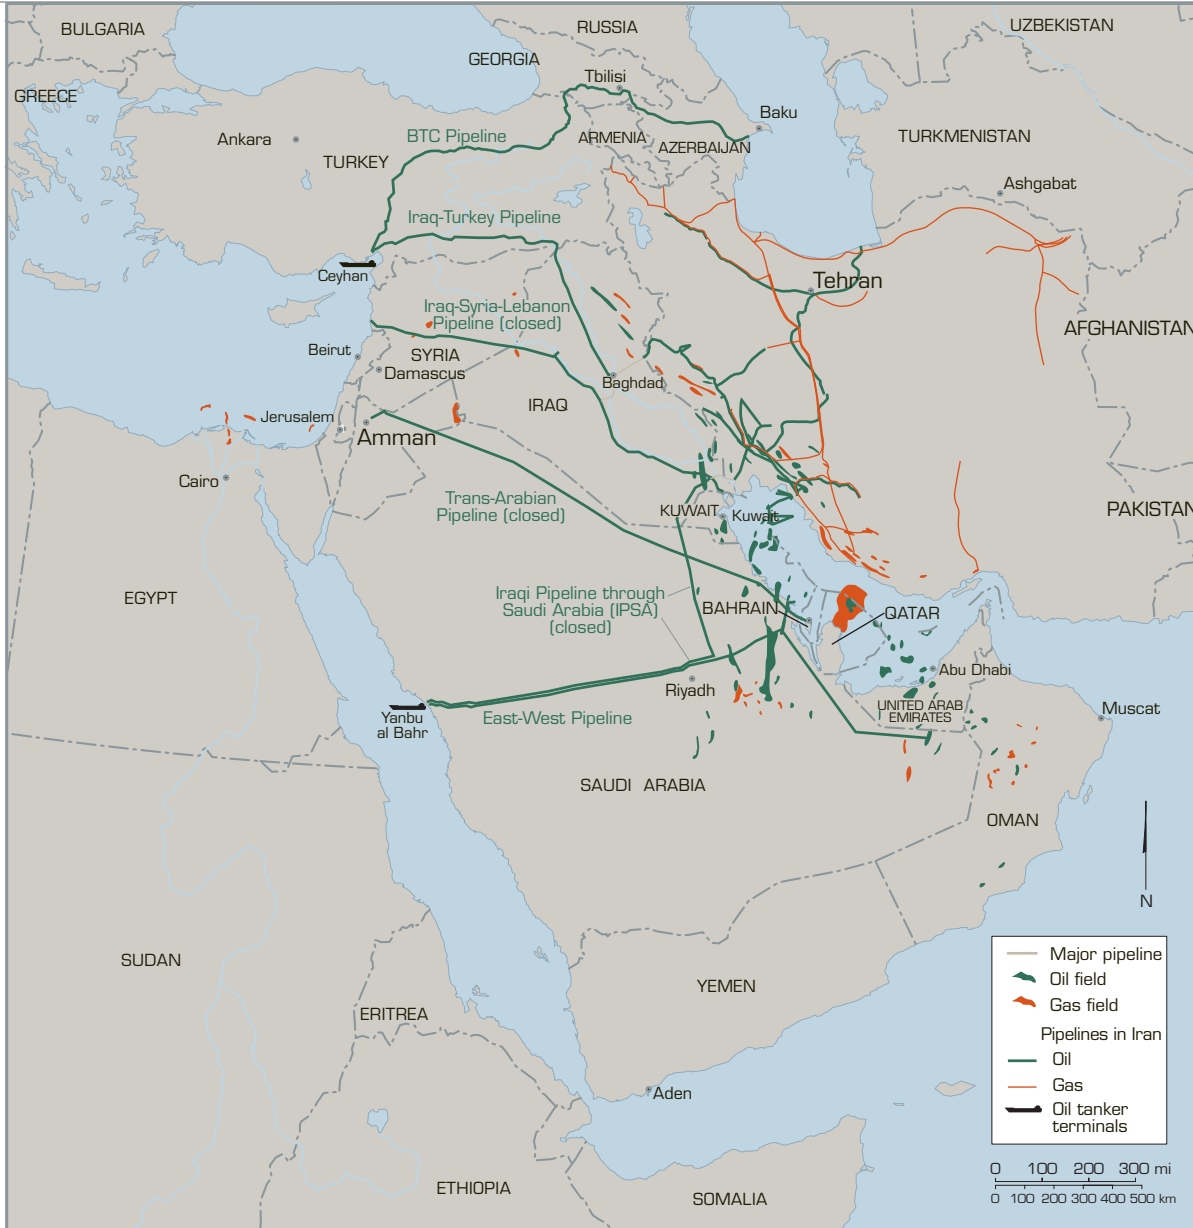 BULGARIA
RUSSIA
UZBEKISTAN
GEORGIA
Tbilisi
GREECE
Baku
Ankara
BTC Pipeline
ARMENIA
TURKMENISTAN
AZERBAIJAN
TURKEY
Ashgabat
Iraq-Turkey Pipeline
Ceyhan
Tehran
Iraq-Syria-Lebanon
Pipeline (closed)
AFGHANISTAN
Beirut
SYRIA
Damascus
Baghdad
IRAQ
Jerusalem
Amman
Cairo
Trans-Arabian
Pipeline (closed)
KUWAIT
Kuwait
PAKISTAN
EGYPT
Iraqi Pipeline through
Saudi Arabia (IPSA)
(closed)
BAHRAIN
QATAR
Abu Dhabi
Riyadh
Yanbu
al Bahr
East-West Pipeline
UNITED ARAB
EMIRATES
Muscat
SAUDI ARABIA
OMAN
N
SUDAN
YEMEN
ERITREA
Aden
ETHIOPIA
SOMALIA
Major pipeline
Oil field
Gas field
Pipelines in Iran
Oil
Gas
Oil tanker
terminals
0 100 200 300 mi
0 100 200 300 400 500 km